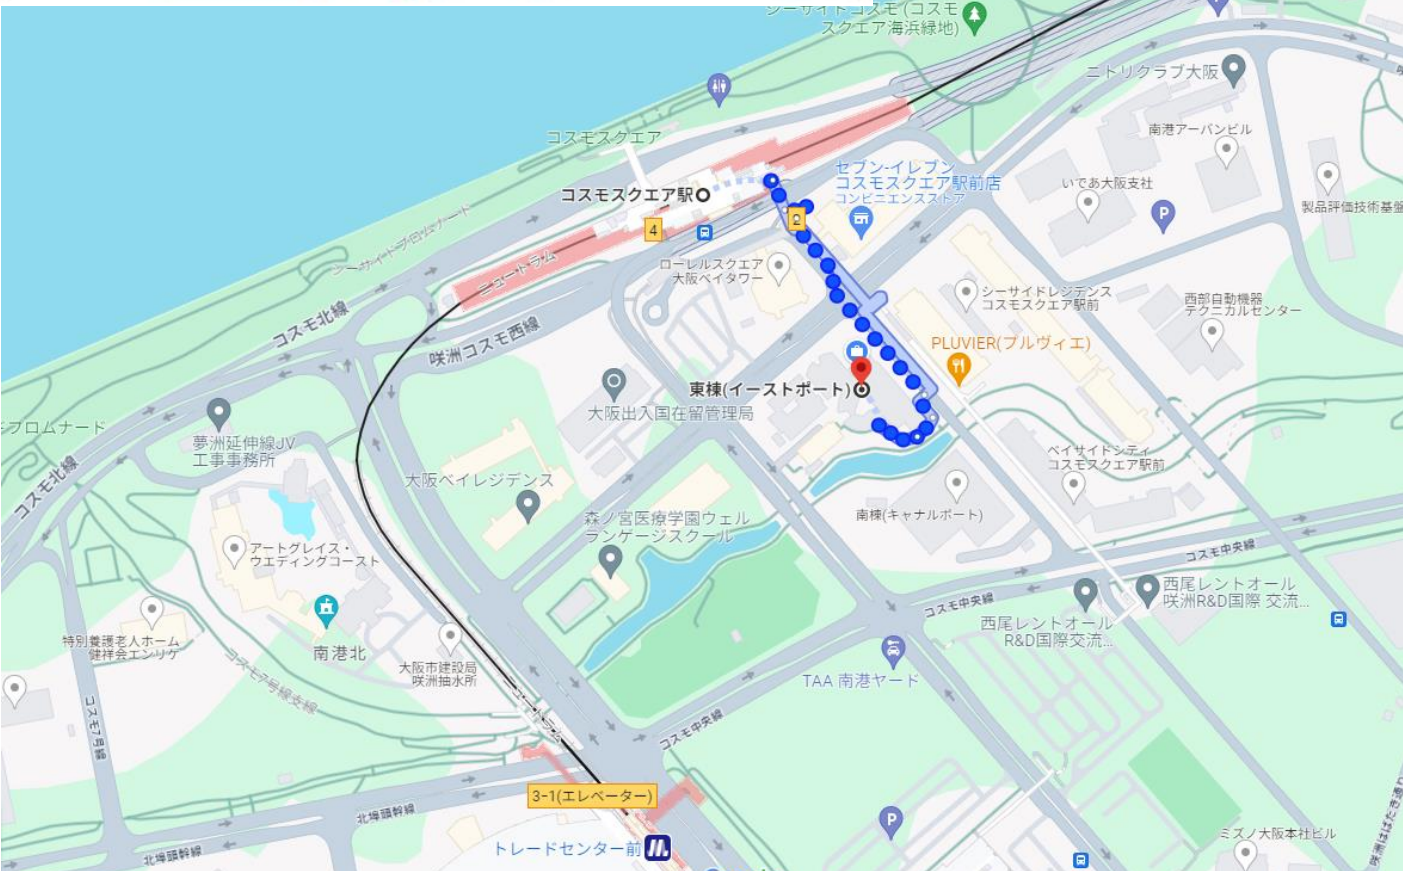 シーサイドコスモ (コスモ
スクエア海浜緑地)
ニトリクラブ大阪
コスモスクエア
南港アーバンビル
セブン-イレブン
コスモスクエア駅前店
コンビニエンスストア
いであ大阪支社
P
製品評価技術基盤
コスモスクエア駅
4
2
シーサイドプロムナード
ニュートラム
ローレルスクエア
大阪ベイタワー
シーサイドレジデンス
コスモスクエア駅前
西部自動機器
テクニカルセンター
コスモ北線
咲洲コスモ西線
PLUVIER(プルヴィエ)
東棟(イーストポート)
大阪出入国在留管理局
プロムナード
夢洲延伸線JV
工事事務所
コスモ北線
大阪ベイレジデンス
ベイサイドシティ
コスモスクエア駅前
南棟(キャナルポート)
森ノ宮医療学園ウェル
ランゲージスクール
アートグレイス・
ウエディングコースト
コスモ中央線
コスモ中央線
西尾レントオール
咲洲R&D国際 交流...
西尾レントオール
R&D国際交流...
特別養護老人ホーム
健祥会エンリケ
南港北
大阪市建設局
咲洲抽水所
TAA 南港ヤード
コスモ7号線
ニュートラム
コスモ中央線
3-1(エレベーター)
北埠頭幹線
P
北埠頭幹線
トレードセンター前
ミズノ大阪本社ビル